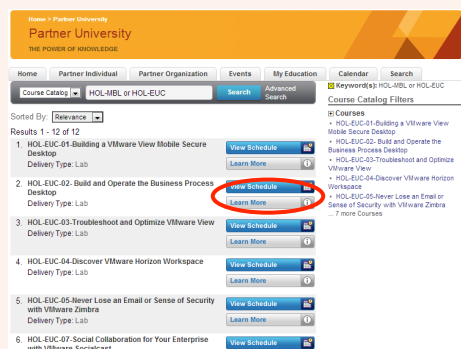 Home > Partner University
Partner University
THE POWER OF KNOWLEDGE
Home Partner Individual Partner Organization Events My Education Calendar Search
Course Catalog HOL-MBL or HOL-EUC Search Advanced Search
Keyword(s): HOL-MBL or HOL-EUC
Course Catalog Filters
Sorted By: Relevance
Results 1 - 12 of 12
1. HOL-EUC-01-Building a VMware View Mobile Secure
Desktop
Delivery Type: Lab
View Schedule
Learn More
2. HOL-EUC-02- Build and Operate the Business Process
Desktop
Delivery Type: Lab
View Schedule
Learn More
3. HOL-EUC-03-Troubleshoot and Optimize VMware View
Delivery Type: Lab
View Schedule
Learn More
4. HOL-EUC-04-Discover VMware Horizon Workspace
Delivery Type: Lab
View Schedule
Learn More
5. HOL-EUC-05-Never Lose an Email or Sense of Security
with VMware Zimbra
Delivery Type: Lab
View Schedule
Learn More
6. HOL-EUC-07-Social Collaboration for Your Enterprise
with VMware Socialcast
View Schedule
Courses
HOL-EUC-01-Building a VMware View
Mobile Secure Desktop
HOL-EUC-02- Build and Operate the
Business Process Desktop
HOL-EUC-03-Troubleshoot and Optimize
VMware View
HOL-EUC-04-Discover VMware Horizon
Workspace
HOL-EUC-05-Never Lose an Email or
Sense of Security with VMware Zimbra
... 7 more Courses